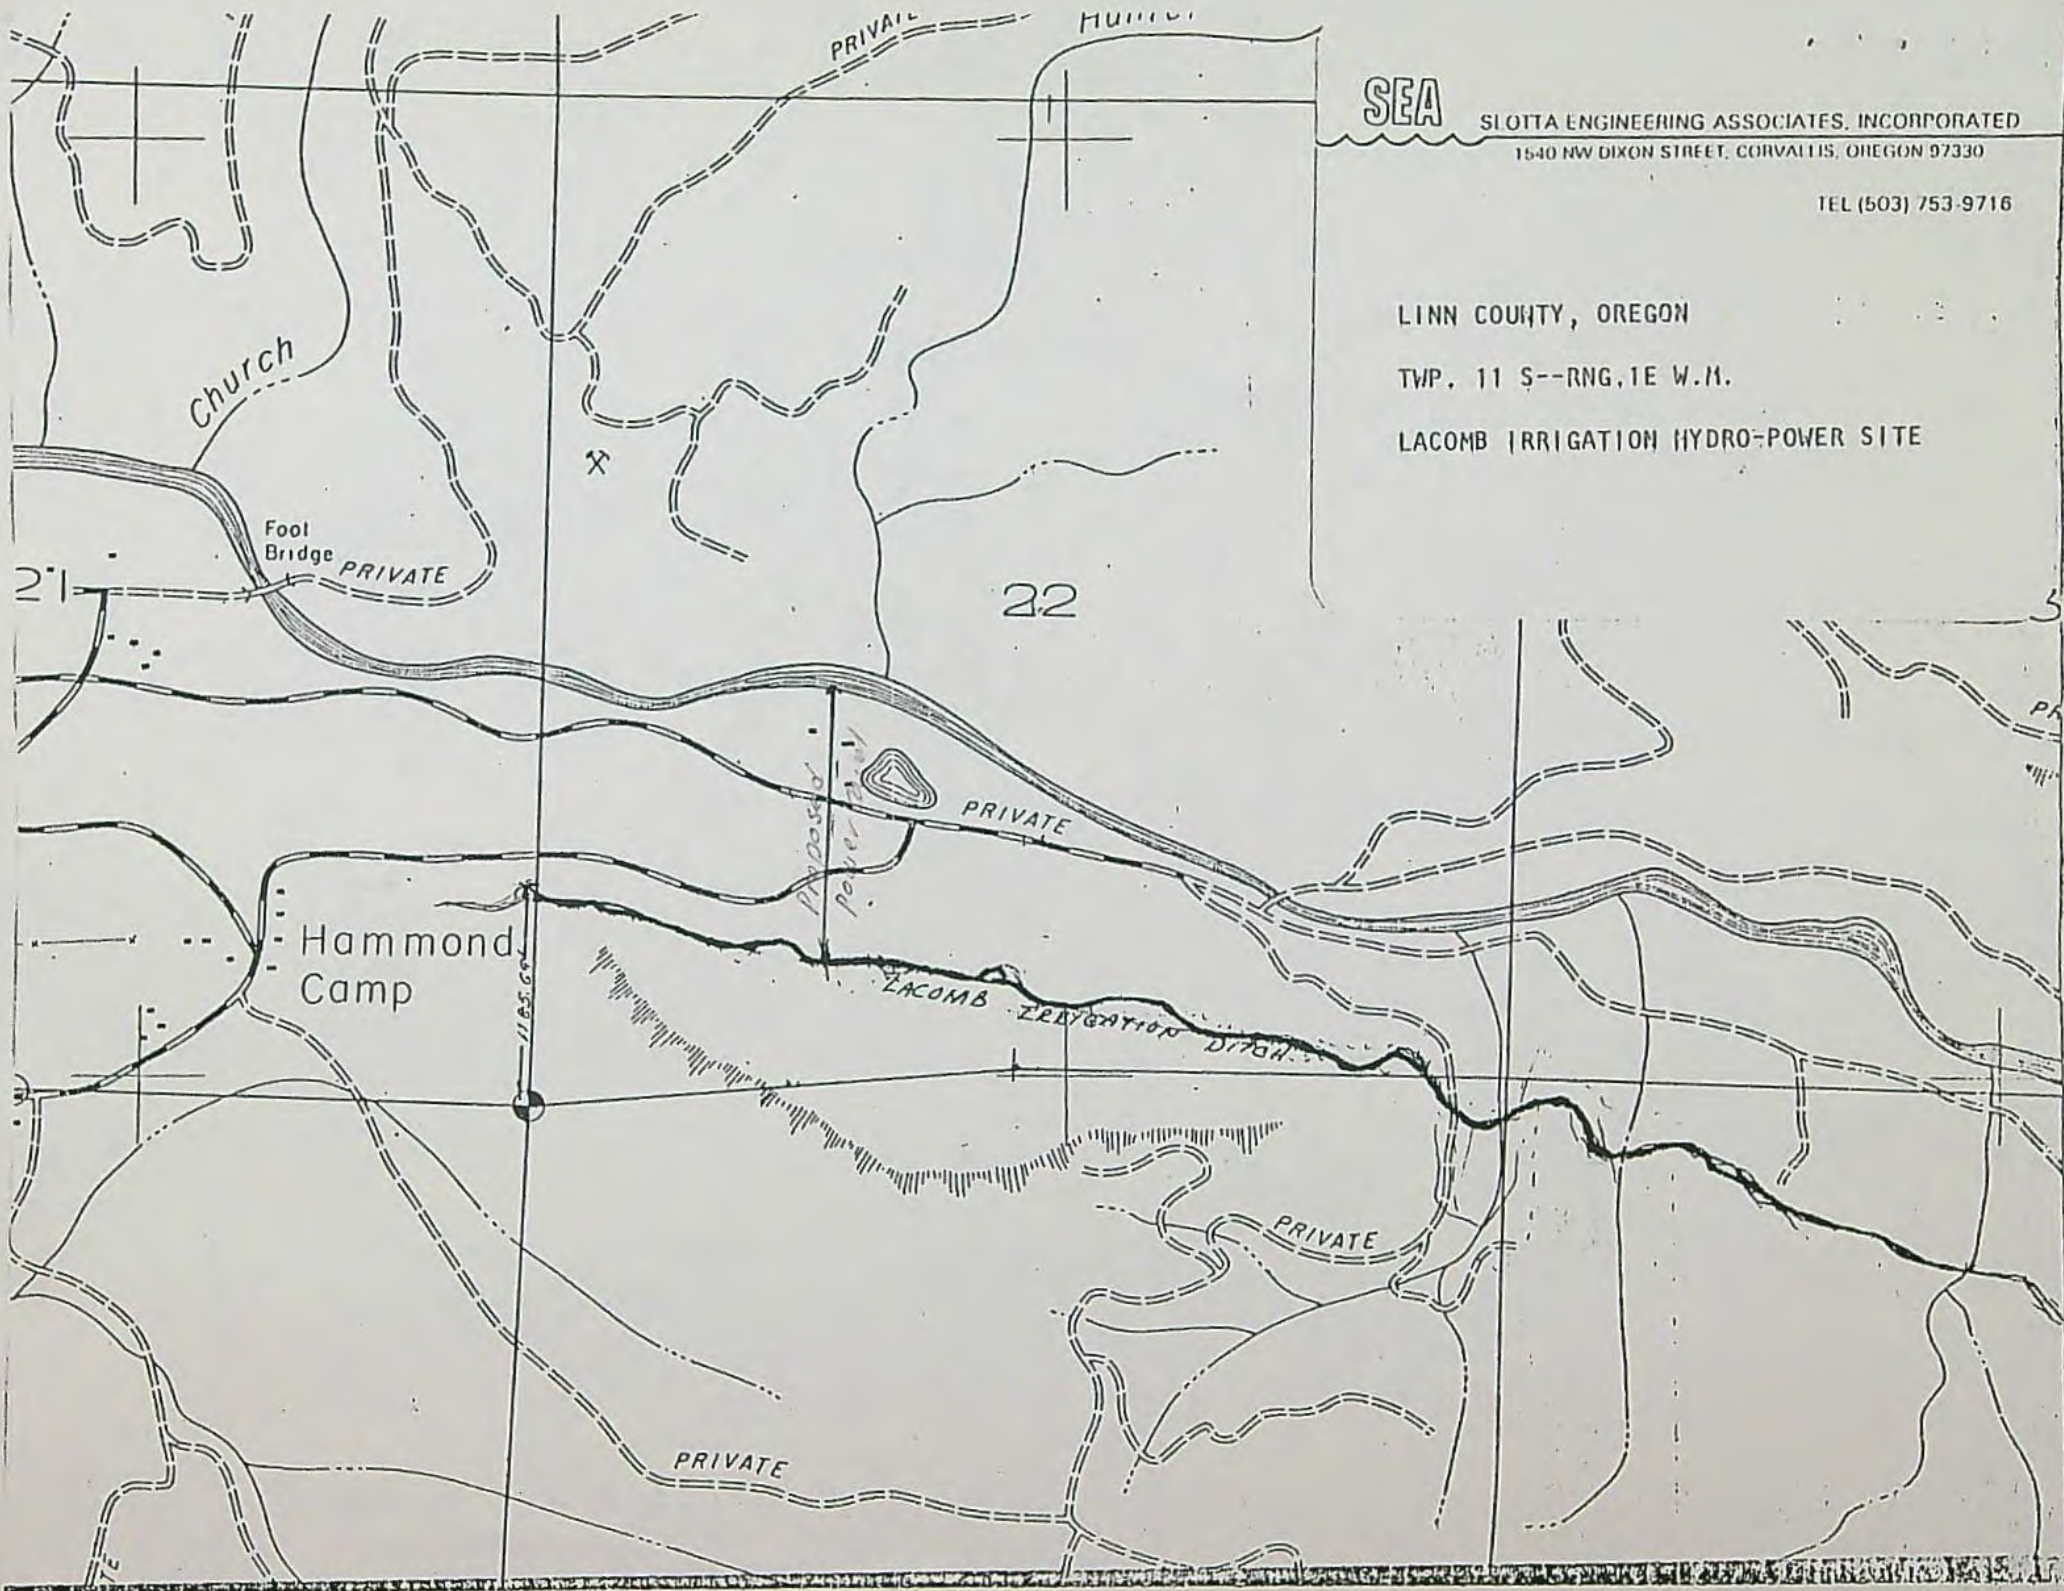 PRIVATE
SEA
SLOTTA ENGINEERING ASSOCIATES, INCORPORATED
1540 NW DIXON STREET, CORVALLIS, OREGON 97330
TEL (503) 753-9716
LINN COUNTY, OREGON
TWP. 11 S--RNG.1E W.M.
LACOMB IRRIGATION HYDRO-POWER SITE
Church
Foot
Bridge
PRIVATE
21
22
Proposed
power
PRIVATE
Hammond
Camp
LACOMB IRRIGATION DITCH
PRIVATE
PRIVATE